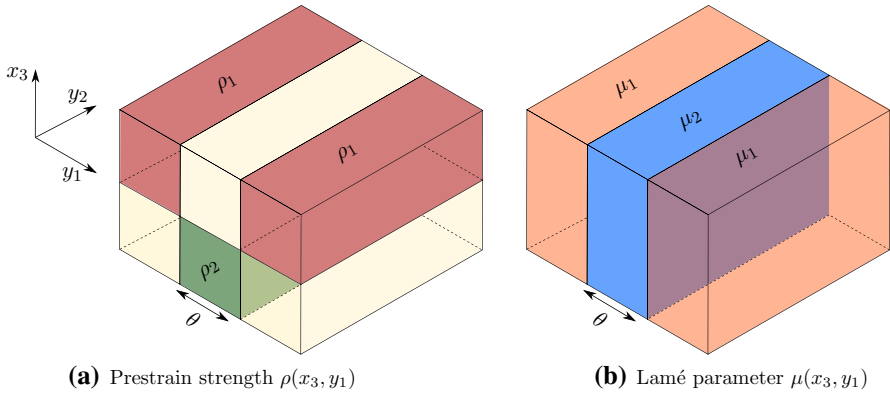 x₃
y₂
y₁
ρ₁
ρ₁
ρ₂
θ
μ₁
μ₂
μ₁
θ
(a) Prestrain strength ρ(x₃, y₁)
(b) Lamé parameter μ(x₃, y₁)